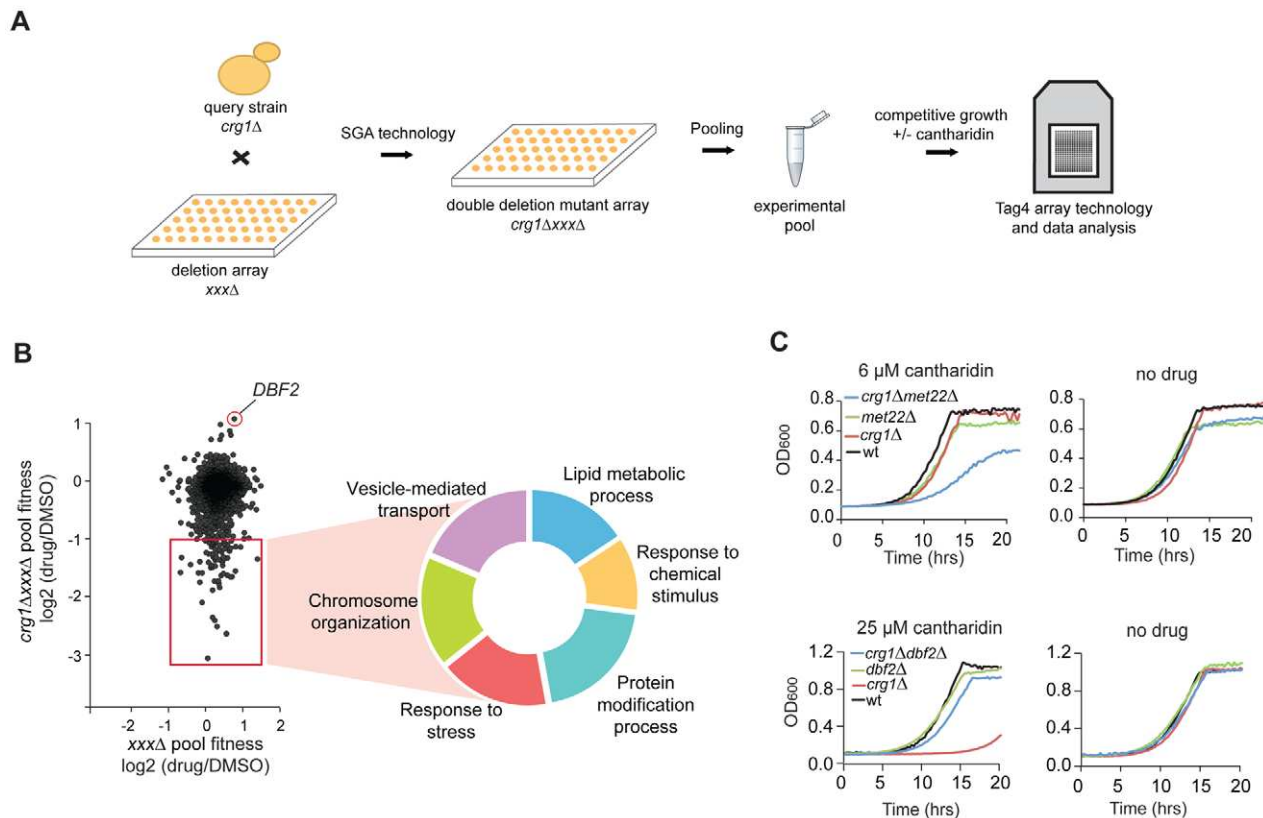 A
query strain
crg1Δ
deletion array
xxxΔ
SGA technology
double deletion mutant array
crg1Δxxx∆
Pooling
experimental
pool
competitive growth
+/- cantharidin
Tag4 array technology
and data analysis
B
DBF2
crg1Δxxx∆ pool fitness
log2 (drug/DMSO)
1
0
-1
-2
-3
-2
-1
0
1
2
xxxΔ pool fitness
log2 (drug/DMSO)
Vesicle-mediated
transport
Lipid metabolic
process
Response to
chemical
stimulus
Protein
modification
process
Response to
stress
Chromosome
organization
C
6 µM cantharidin
crg1Δmet22Δ
met22Δ
crg1Δ
wt
OD600
0.8
0.6
0.4
0.2
0.0
0
5
10
15
20
Time (hrs)
no drug
0.8
0.6
0.4
0.2
0.0
0
5
10
15
20
Time (hrs)
25 µM cantharidin
crg1Δdbf2Δ
dbf2Δ
crg1Δ
wt
OD600
1.2
0.8
0.4
0.0
0
5
10
15
20
Time (hrs)
no drug
1.2
0.8
0.4
0.0
0
5
10
15
20
Time (hrs)